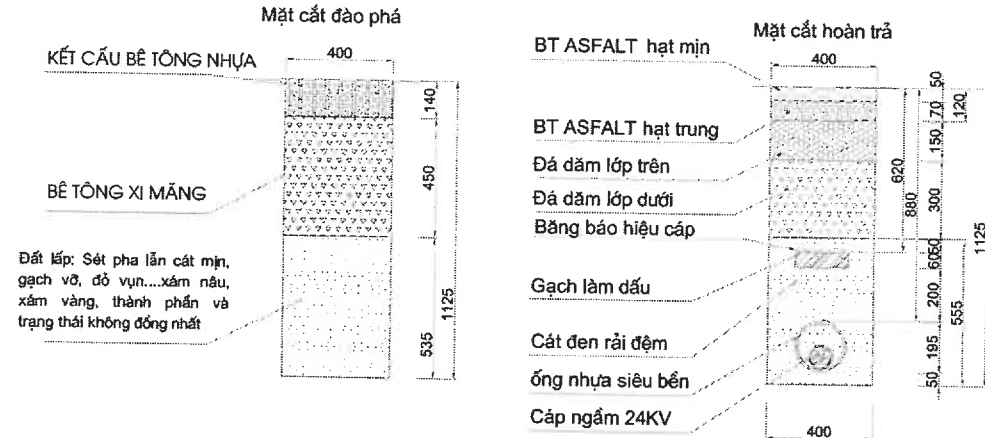 Mặt cắt đào phá
400
KẾT CẤU BÊ TÔNG NHỰA
140
BÊ TÔNG XI MĂNG
450
Đất lấp: Sét pha lẫn cát mịn,
gạch vỡ, đỏ vụn....xám nâu,
xám vàng, thành phần và
trạng thái không đồng nhất
535
1125
Mặt cắt hoàn trả
BT ASFALT hạt mịn
400
50
70
120
BT ASFALT hạt trung
150
Đá dăm lớp trên
620
Đá dăm lớp dưới
880
300
Băng báo hiệu cáp
50
60
1125
Gạch làm dấu
200
555
Cát đen rải đệm
195
ống nhựa siêu bền
50
Cáp ngầm 24KV
400